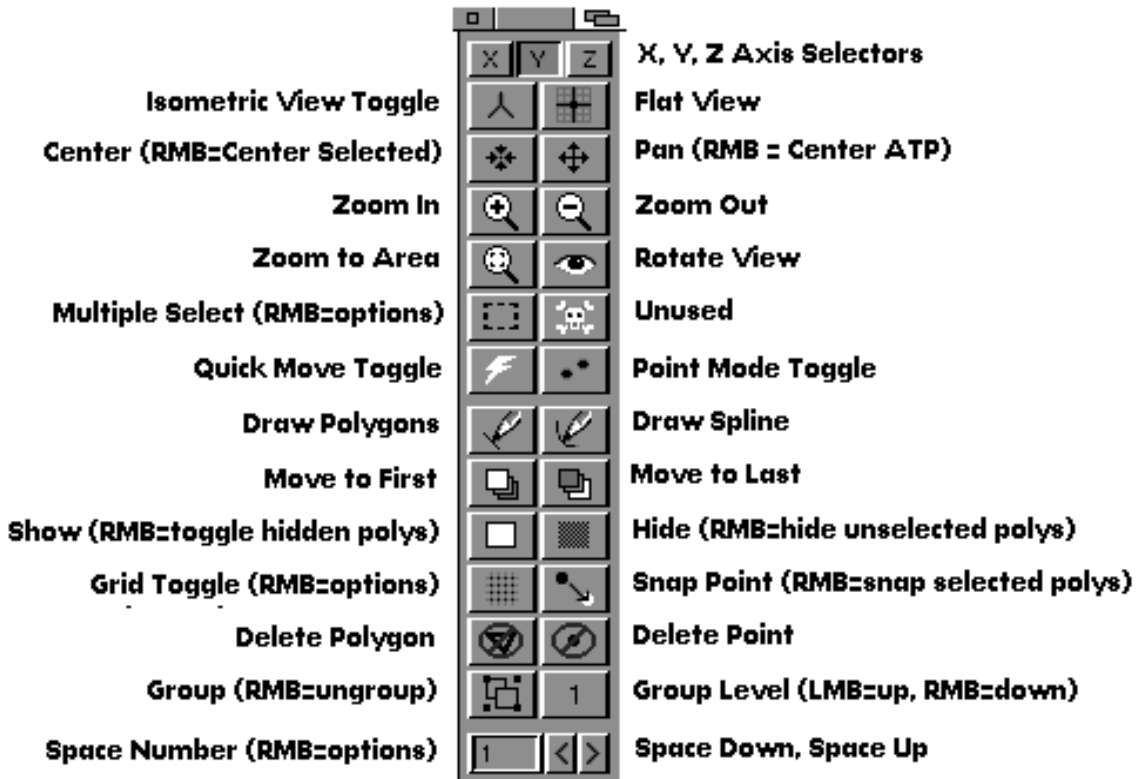 X Y Z X, Y, Z Axis Selectors
Isometric View Toggle Flat View
Center (RMB=Center Selected) Pan (RMB = Center ATP)
Zoom In Zoom Out
Zoom to Area Rotate View
Multiple Select (RMB=options) Unused
Quick Move Toggle Point Mode Toggle
Draw Polygons Draw Spline
Move to First Move to Last
Show (RMB=toggle hidden polys) Hide (RMB=hide unselected polys)
Grid Toggle (RMB=options) Snap Point (RMB=snap selected polys)
Delete Polygon Delete Point
Group (RMB=ungroup) 1 Group Level (LMB=up, RMB=down)
Space Number (RMB=options) 1 < > Space Down, Space Up